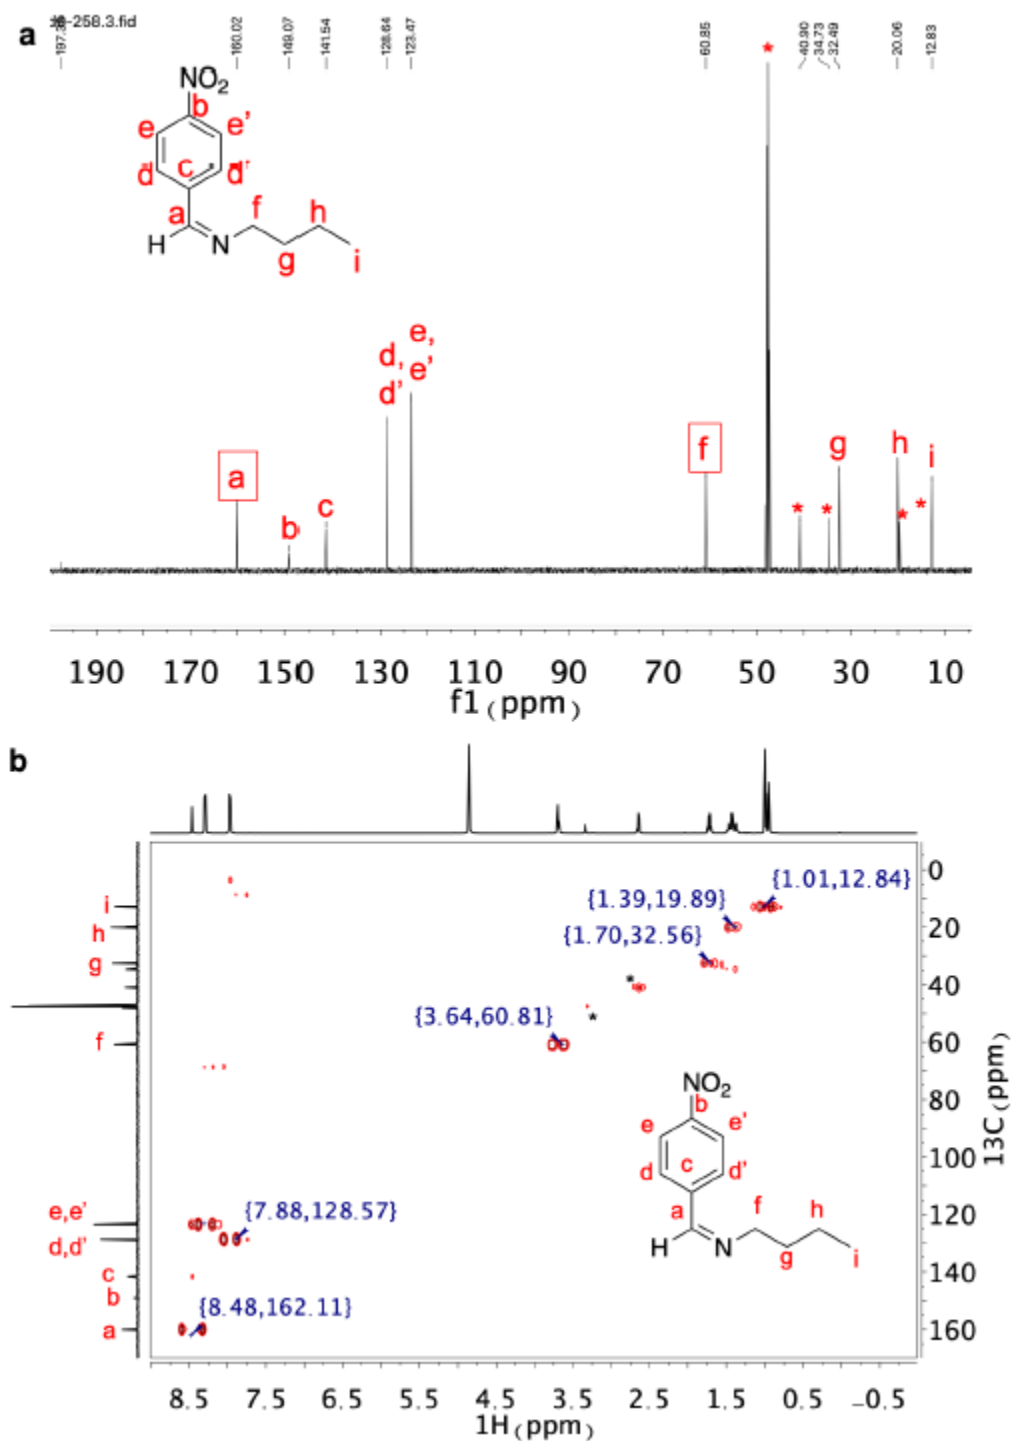 a
-258.3.fid
160.02
149.07
141.54
128.64
123.47
60.85
40.90
34.73
32.49
20.06
12.83
*
NO2
b
e e'
d c d'
a f h
H N g i
e,
d, e'
d'
a b c f g h i
* * * *
190 170 150 130 110 90 70 50 30 10
f1 (ppm)
b
{1.01,12.84}
{1.39,19.89}
{1.70,32.56}
* *
{3.64,60.81}
{7.88,128.57}
{8.48,162.11}
i
h
g
f
e,e'
d,d'
c
b
a
NO2
b
e e'
d c d'
a f h
H N g i
0
20
40
60
80
100
120
140
160
13C (ppm)
8.5 7.5 6.5 5.5 4.5 3.5 2.5 1.5 0.5 −0.5
1H (ppm)